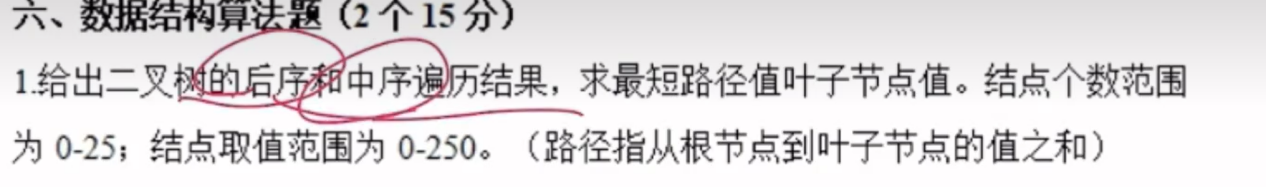 六、数据结构算法题（2 个 15 分）
1.给出二叉树的后序和中序遍历结果，求最短路径值叶子节点值。结点个数范围
为 0-25；结点取值范围为 0-250。（路径指从根节点到叶子节点的值之和）